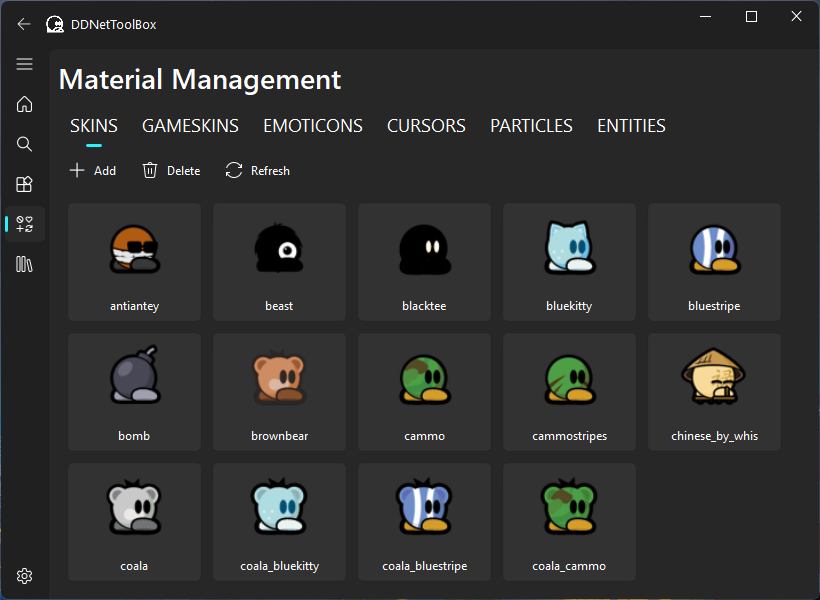 DDNetToolBox
Material Management
SKINS GAMESKINS EMOTICONS CURSORS PARTICLES ENTITIES
Add Delete Refresh
antiantey beast blacktee bluekitty bluestripe
bomb brownbear cammo cammostripes chinese_by_whis
coala coala_bluekitty coala_bluestripe coala_cammo